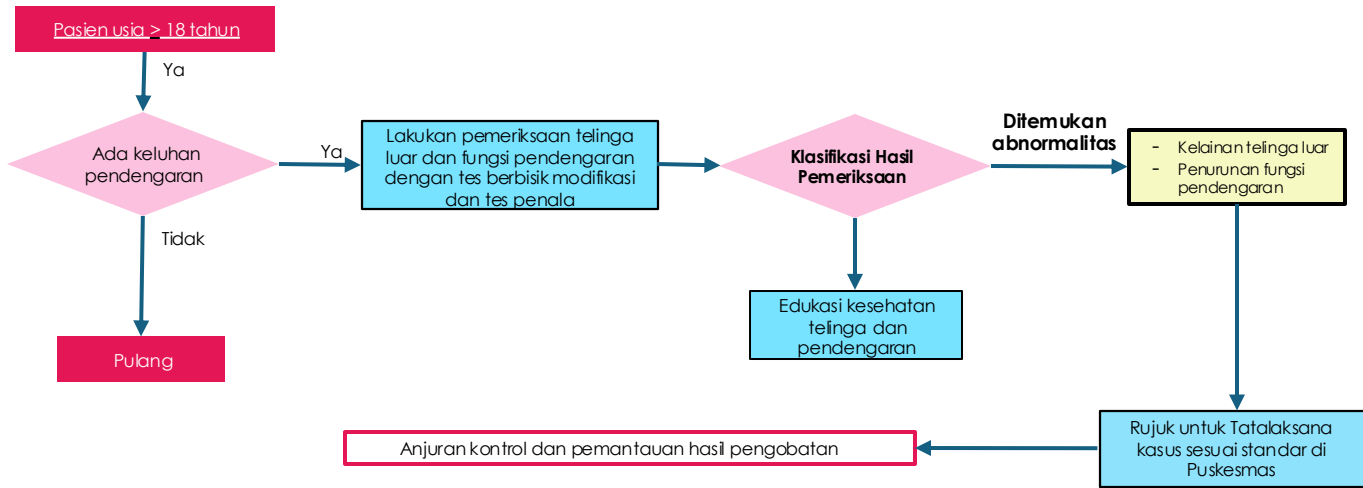 Pasien usia > 18 tahun
Ya
Ada keluhan
pendengaran
Tidak
Pulang
Ya
Lakukan pemeriksaan telinga
luar dan fungsi pendengaran
dengan tes berbisik modifikasi
dan tes penala
Klasifikasi Hasil
Pemeriksaan
Edukasi kesehatan
telinga dan
pendengaran
Ditemukan
abnormalitas
- Kelainan telinga luar
- Penurunan fungsi
pendengaran
Rujuk untuk Tatalaksana
kasus sesuai standar di
Puskesmas
Anjuran kontrol dan pemantauan hasil pengobatan